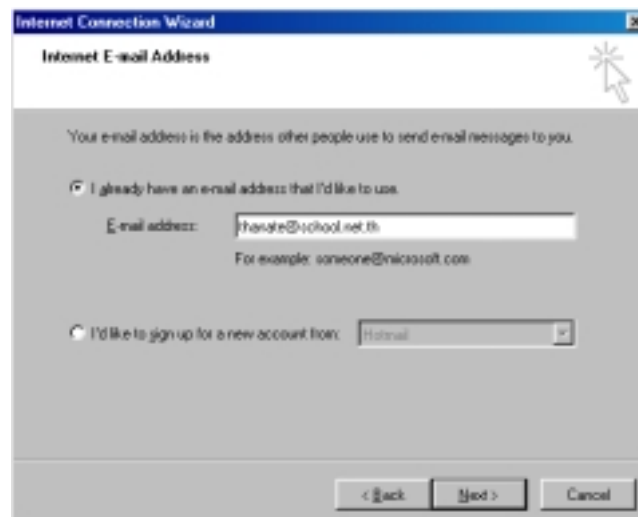 Internet Connection Wizard
Internet E-mail Address
Your e-mail address is the address other people use to send e-mail messages to you.
I already have an e-mail address that I'd like to use.
E-mail address: thanate@school.net.th
For example: someone@microsoft.com
I'd like to sign up for a new account from: Hotmail
< Back Next > Cancel